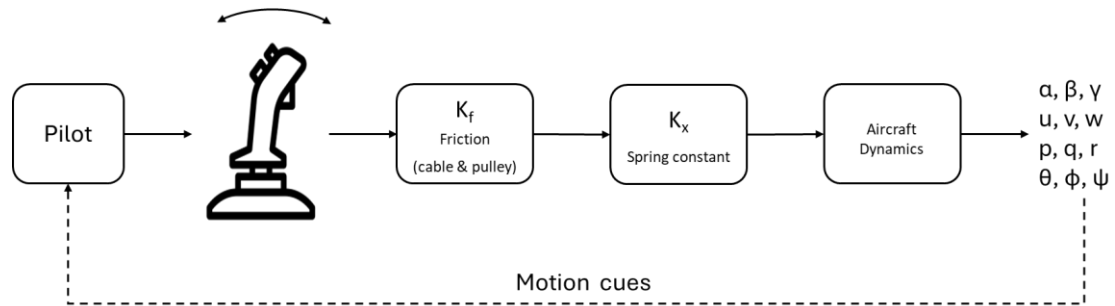 Pilot
K_f
Friction
(cable & pulley)
K_x
Spring constant
Aircraft
Dynamics
α, β, γ
u, v, w
p, q, r
θ, ϕ, ψ
Motion cues